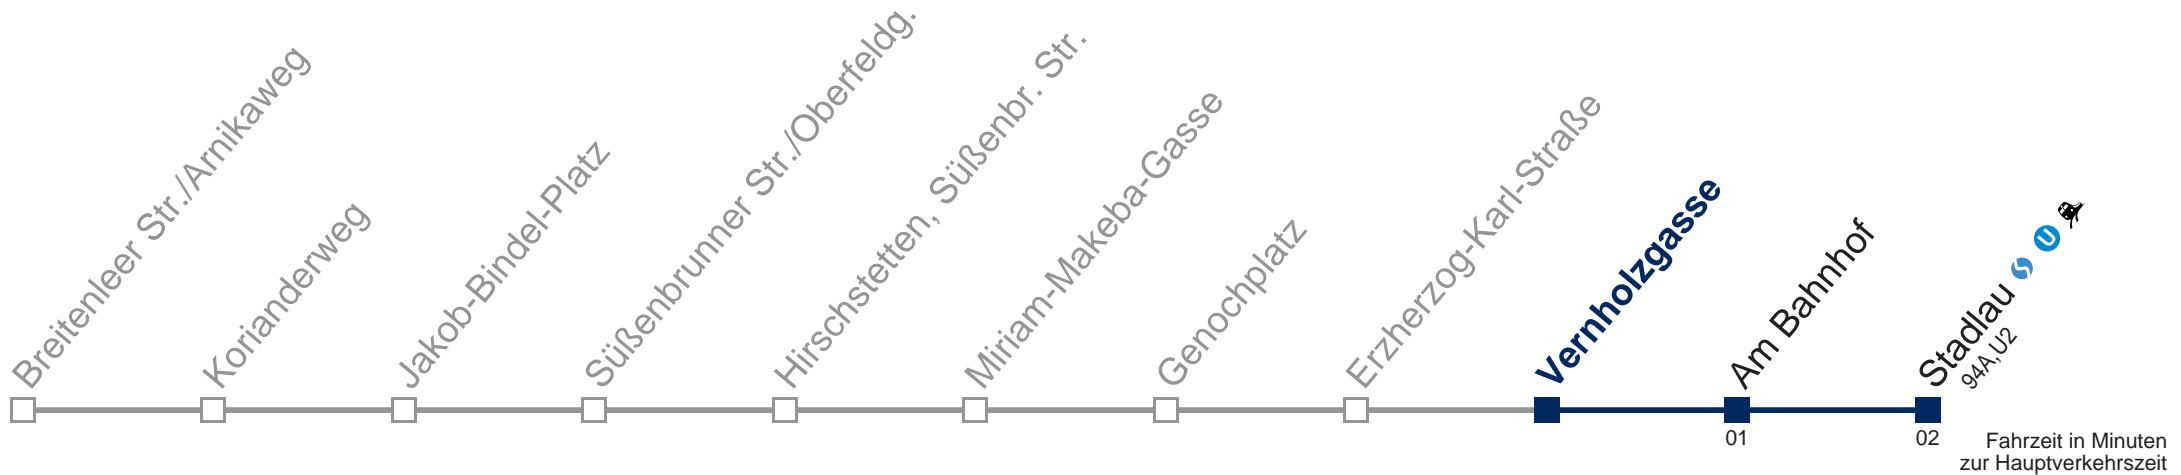 Breitenleer Str./Arnikaweg
Korianderweg
Jakob-Bindel-Platz
Süßenbrunner Str./Oberfeldg.
Hirschstetten, Süßenbr. Str.
Miriam-Makeba-Gasse
Genochplatz
Erzherzog-Karl-Straße
Vernholzgasse
Am Bahnhof
Stadlau S U
94A, U2
01
02
Fahrzeit in Minuten
zur Hauptverkehrszeit